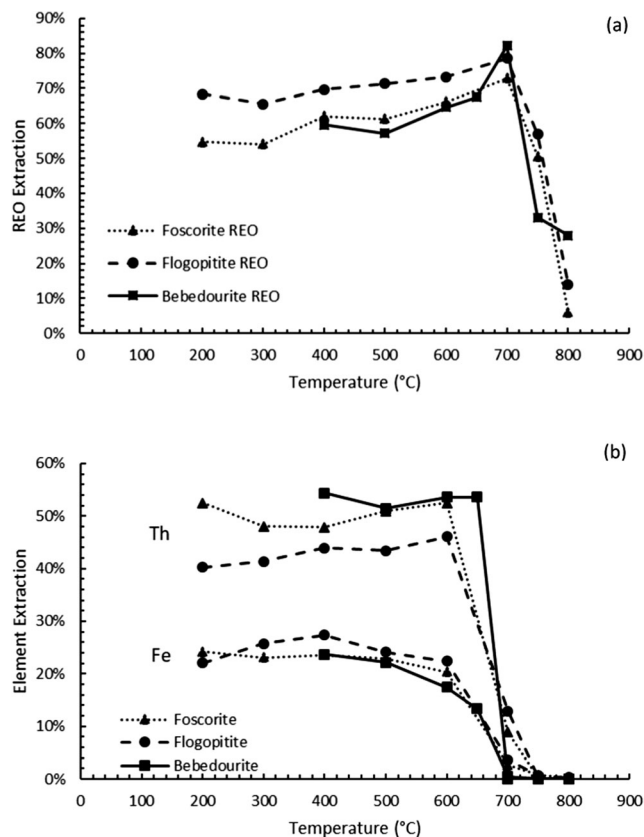 (a)
90%
80%
70%
60%
50%
40%
30%
20%
10%
0%
REO Extraction
Foscorite REO
Flogopitite REO
Bebedourite REO
0 100 200 300 400 500 600 700 800 900
Temperature (°C)
(b)
60%
50%
40%
30%
20%
10%
0%
Element Extraction
Th
Fe
Foscorite
Flogopitite
Bebedourite
0 100 200 300 400 500 600 700 800 900
Temperature (°C)